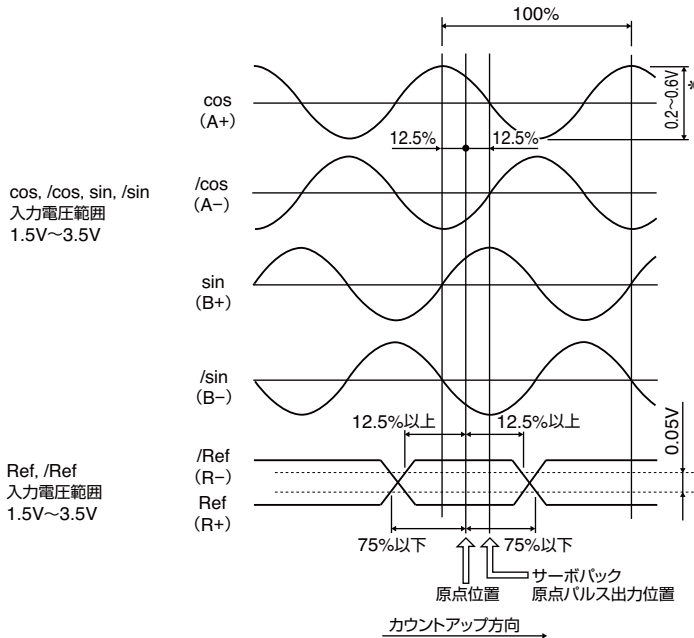 100%
cos
(A+)
0.2～0.6V
*
12.5%
12.5%
/cos
(A−)
cos, /cos, sin, /sin
入力電圧範囲
1.5V～3.5V
sin
(B+)
/sin
(B−)
12.5%以上
12.5%以上
0.05V
/Ref
(R−)
Ref
(R+)
Ref, /Ref
入力電圧範囲
1.5V～3.5V
75%以下
75%以下
原点位置
サーボパック
原点パルス出力位置
カウントアップ方向